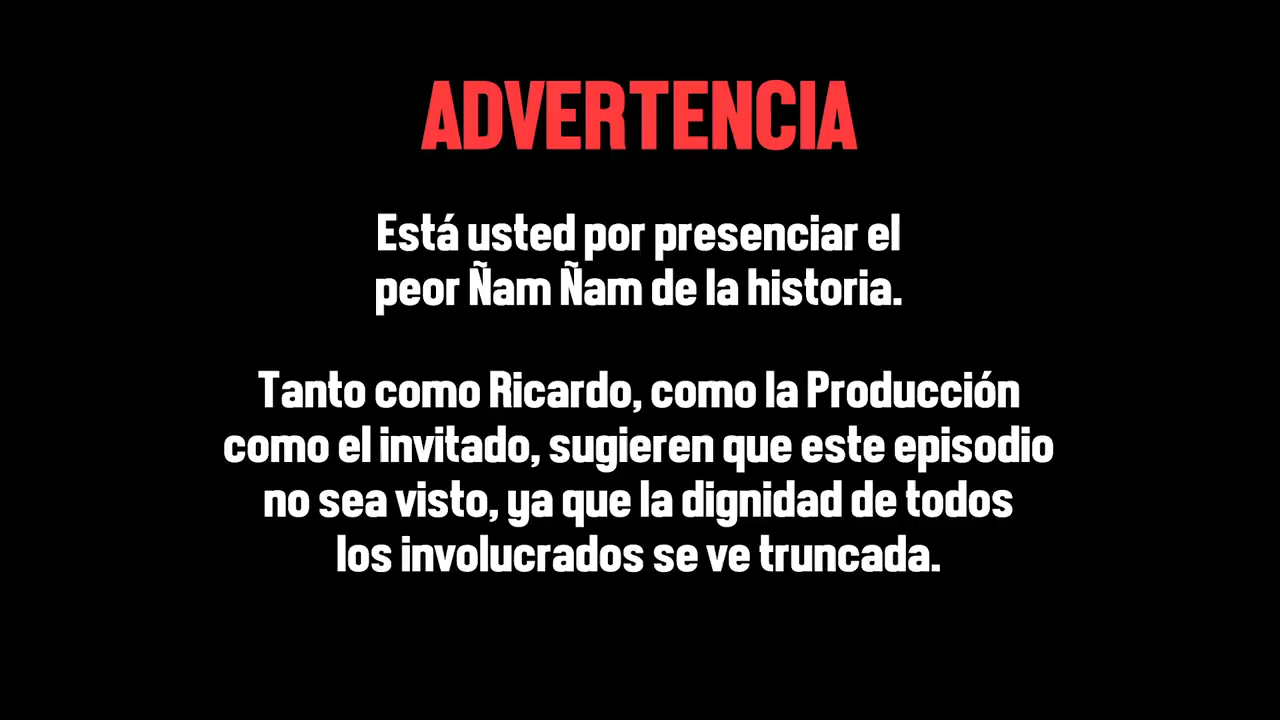 ADVERTENCIA
Está usted por presenciar el
peor Ñam Ñam de la historia.
Tanto como Ricardo, como la Producción
como el invitado, sugieren que este episodio
no sea visto, ya que la dignidad de todos
los involucrados se ve truncada.